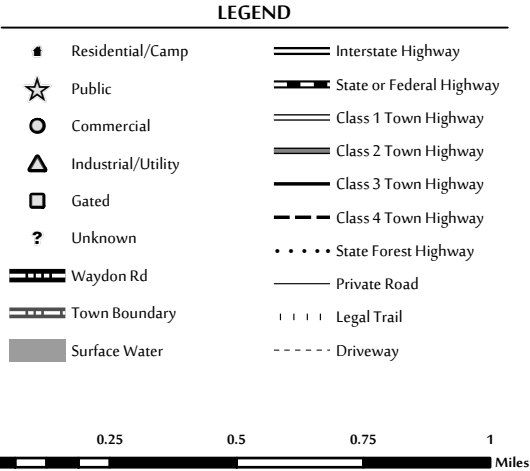 LEGEND
Residential/Camp
Public
Commercial
Industrial/Utility
Gated
? Unknown
Waydon Rd
Town Boundary
Surface Water
Interstate Highway
State or Federal Highway
Class 1 Town Highway
Class 2 Town Highway
Class 3 Town Highway
Class 4 Town Highway
State Forest Highway
Private Road
Legal Trail
Driveway
0.25 0.5 0.75 1
Miles